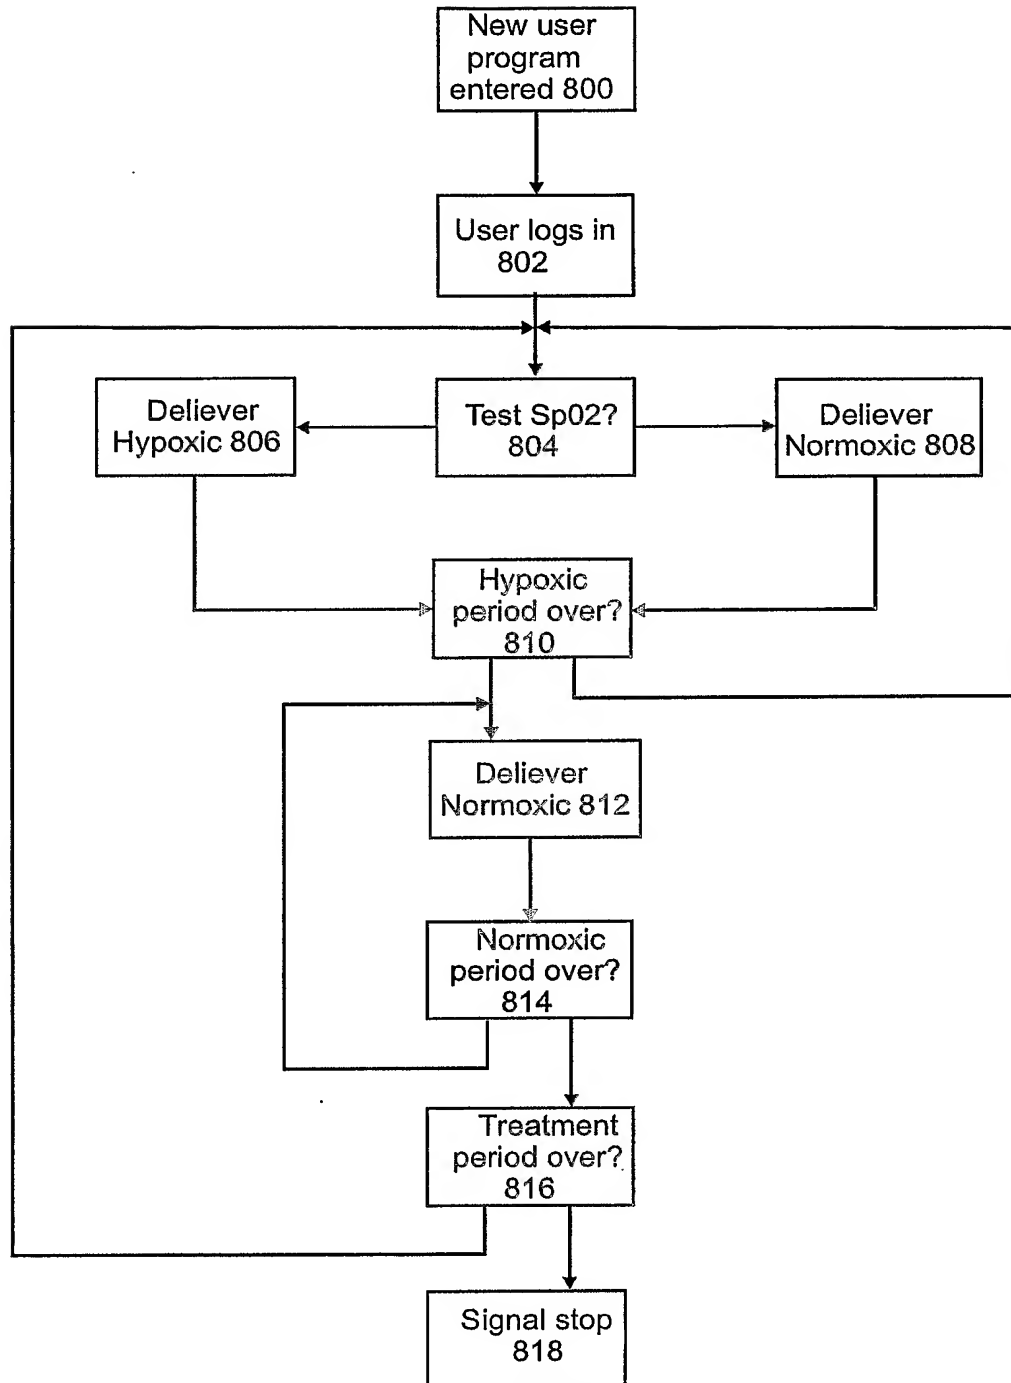 New user
program
entered 800
User logs in
802
Deliever
Hypoxic 806
Test Sp02?
804
Deliever
Normoxic 808
Hypoxic
period over?
810
Deliever
Normoxic 812
Normoxic
period over?
814
Treatment
period over?
816
Signal stop
818